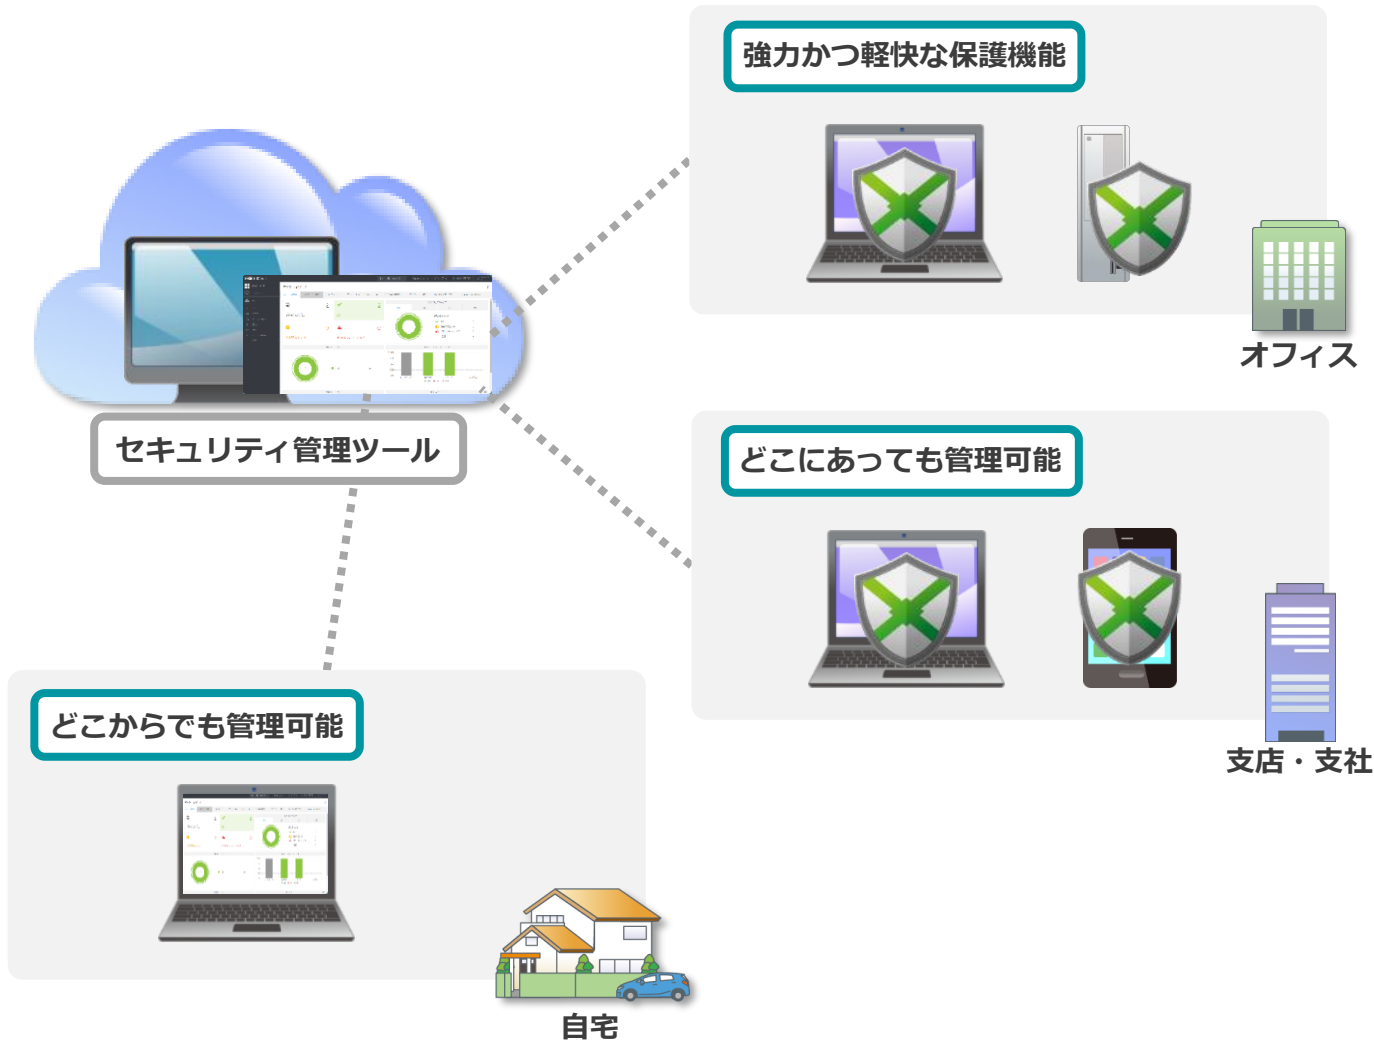 強力かつ軽快な保護機能
オフィス
セキュリティ管理ツール
どこにあっても管理可能
支店・支社
どこからでも管理可能
自宅